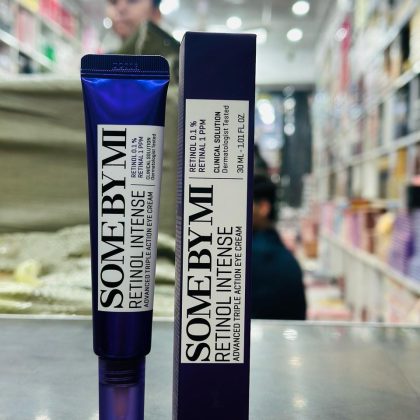 SOME BY MI
RETINOL INTENSE
ADVANCED TRIPLE ACTION EYE CREAM
RETINOL 0.1 %
RETINAL 1 PPM
CLINICAL SOLUTION
Dermatologist Tested
SOME BY MI
RETINOL INTENSE
ADVANCED TRIPLE ACTION EYE CREAM
RETINOL 0.1 %
RETINAL 1 PPM
CLINICAL SOLUTION
Dermatologist Tested
30 ML - 1.01 FL OZ.